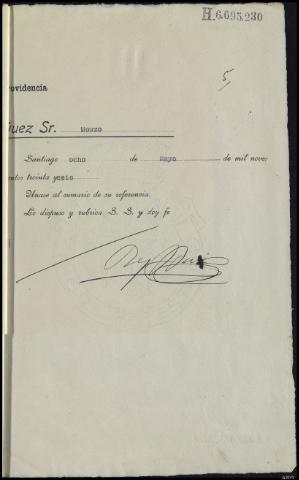 H.6.695.230
5
rovidencia
Juez Sr. Mouzo
Santiago ocho de Mayo de mil nove
entos treinta y seis
Únase al sumario de su referencia.
Lo dispuso y rubrica S. S. y doy fe